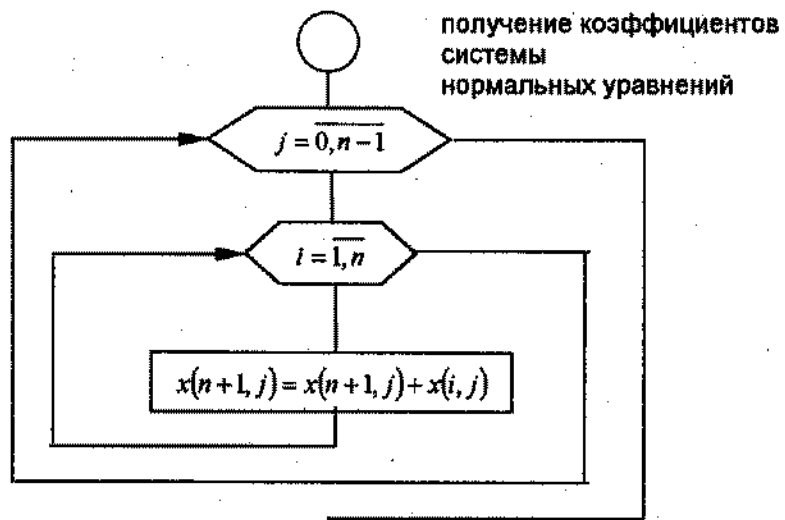 получение коэффициентов
системы
нормальных уравнений
j = 0, n − 1
i = 1, n
x(n + 1, j) = x(n + 1, j) + x(i, j)